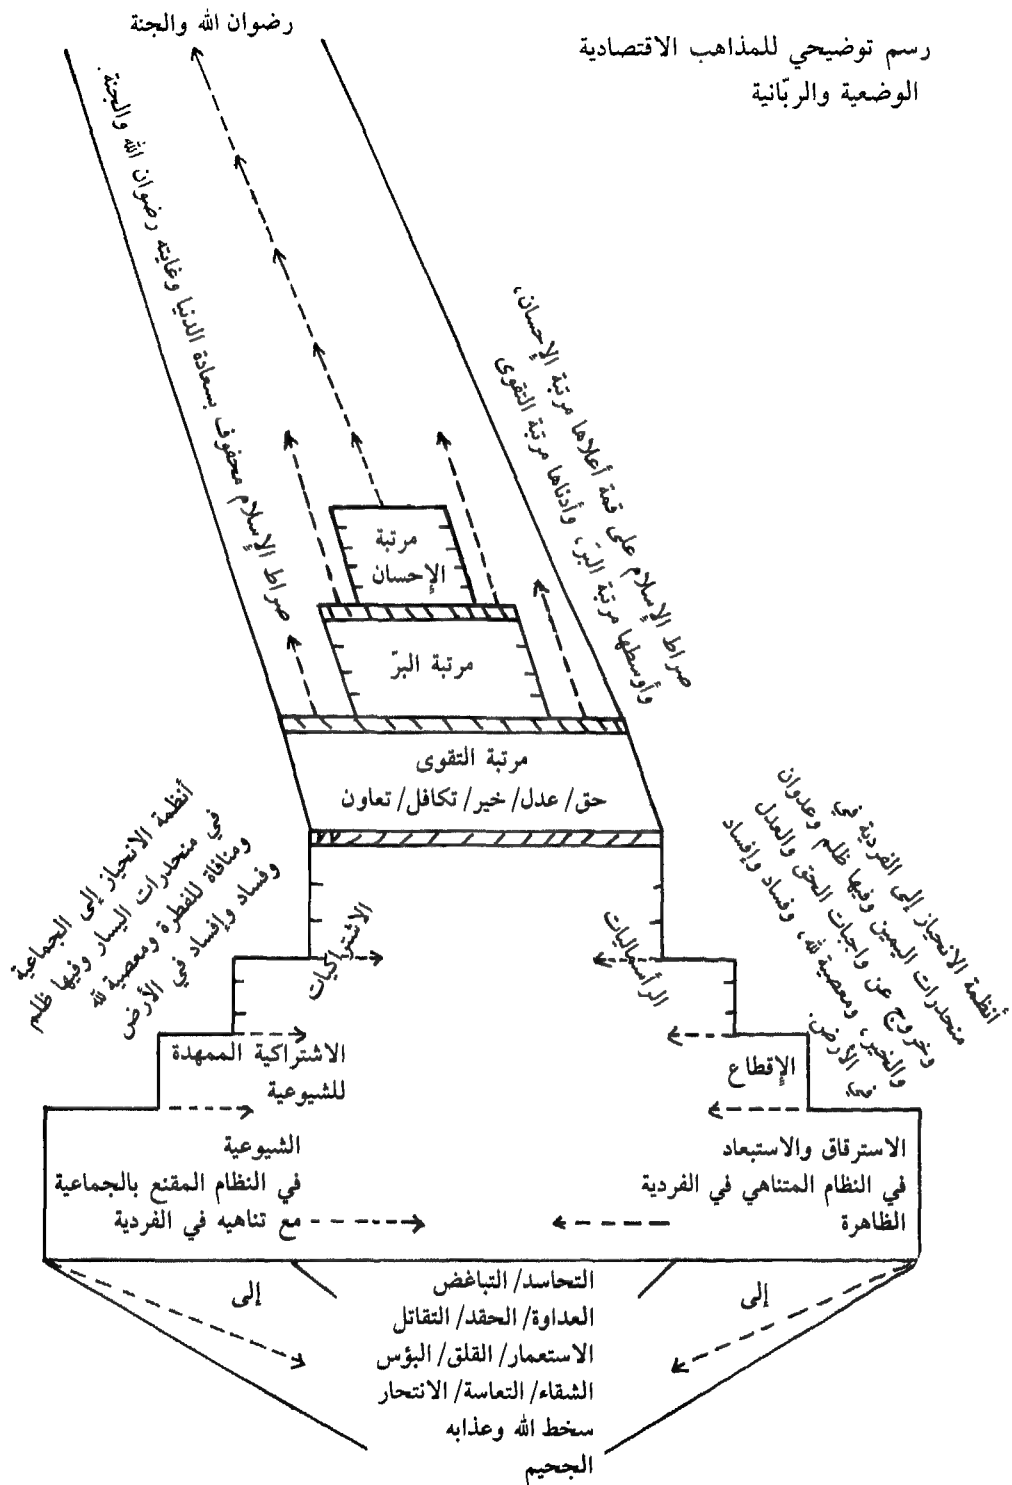 رسم توضيحي للمذاهب الاقتصادية
الوضعية والربّانية
رضوان الله والجنة
صراط الإسلام محفوف بسعادة الدنيا وغايته رضوان الله والجنة.
صراط الإسلام على قمة أعلاها مرتبة الإحسان،
وأوسطها مرتبة البرّ، وأدناها مرتبة التقوى
مرتبة
الإحسان
مرتبة البرّ
مرتبة التقوى
حق/ عدل/ خير/ تكافل/ تعاون
أنظمة الانحياز إلى الفردية في
منحدرات اليمين وفيها ظلم وعدوان
وخروج عن واجبات الحق والعدل
والخير، ومعصية لله، وفساد وإفساد
في الأرض.
أنظمة الانحياز إلى الجماعية
في منحدرات اليسار وفيها ظلم
ومنافاة للفطرة ومعصية لله
وفساد وإفساد في الأرض
الرأسماليات
الاشتراكيات
الإقطاع
الاشتراكية الممهدة
للشيوعية
الاسترقاق والاستبعاد
في النظام المتناهي في الفردية
الظاهرة
الشيوعية
في النظام المقنع بالجماعية
مع تناهيه في الفردية
إلى
إلى
التحاسد/ التباغض
العداوة/ الحقد/ التقاتل
الاستعمار/ القلق/ البؤس
الشقاء/ التعاسة/ الانتحار
سخط الله وعذابه
الجحيم